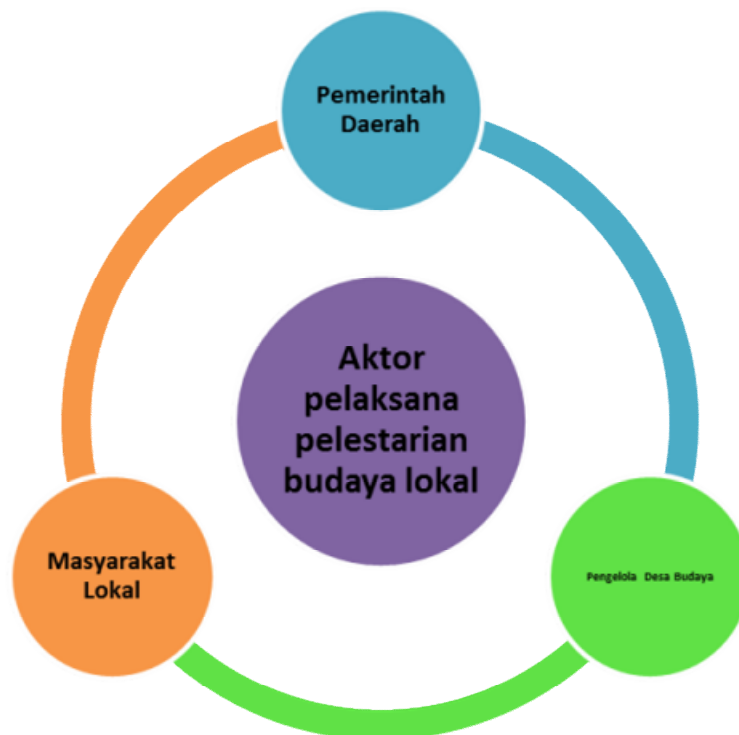 Pemerintah
Daerah
Aktor
pelaksana
pelestarian
budaya lokal
Masyarakat
Lokal
Pengelola Desa Budaya